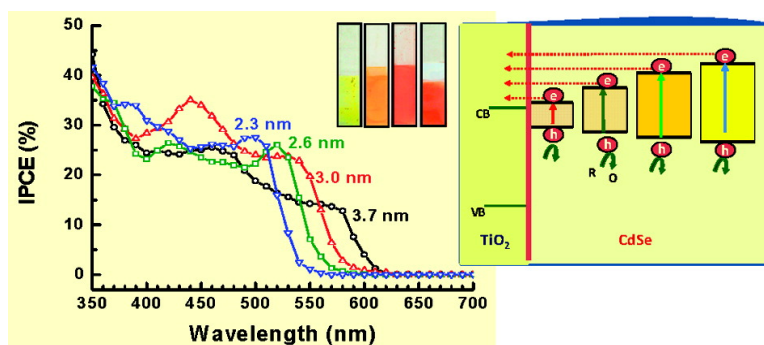 50
40
30
20
10
0
IPCE (%)
2.3 nm
2.6 nm
3.0 nm
3.7 nm
350 400 450 500 550 600 650 700
Wavelength (nm)
e
e
e
e
CB
h
h
h
h
R O
VB
TiO2
CdSe